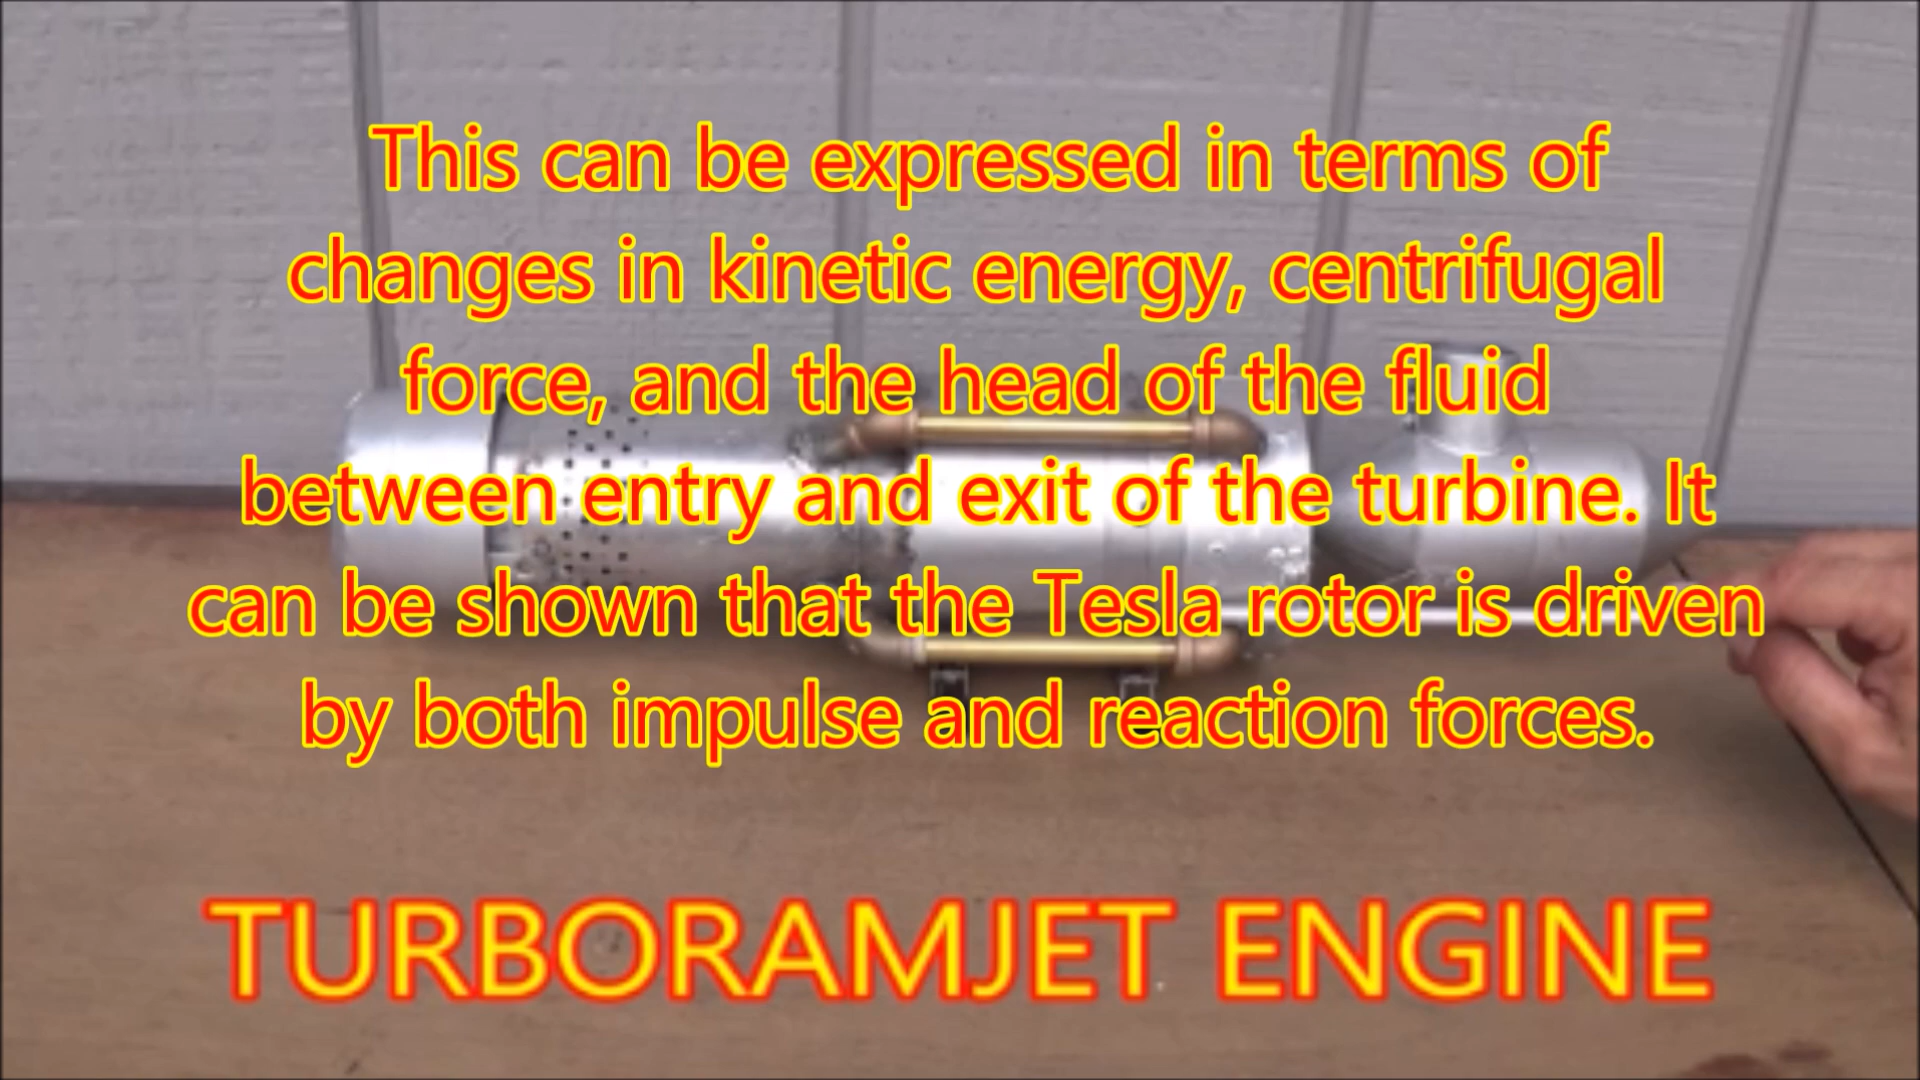 This can be expressed in terms of
changes in kinetic energy, centrifugal
force, and the head of the fluid
between entry and exit of the turbine. It
can be shown that the Tesla rotor is driven
by both impulse and reaction forces.
TURBORAMJET ENGINE